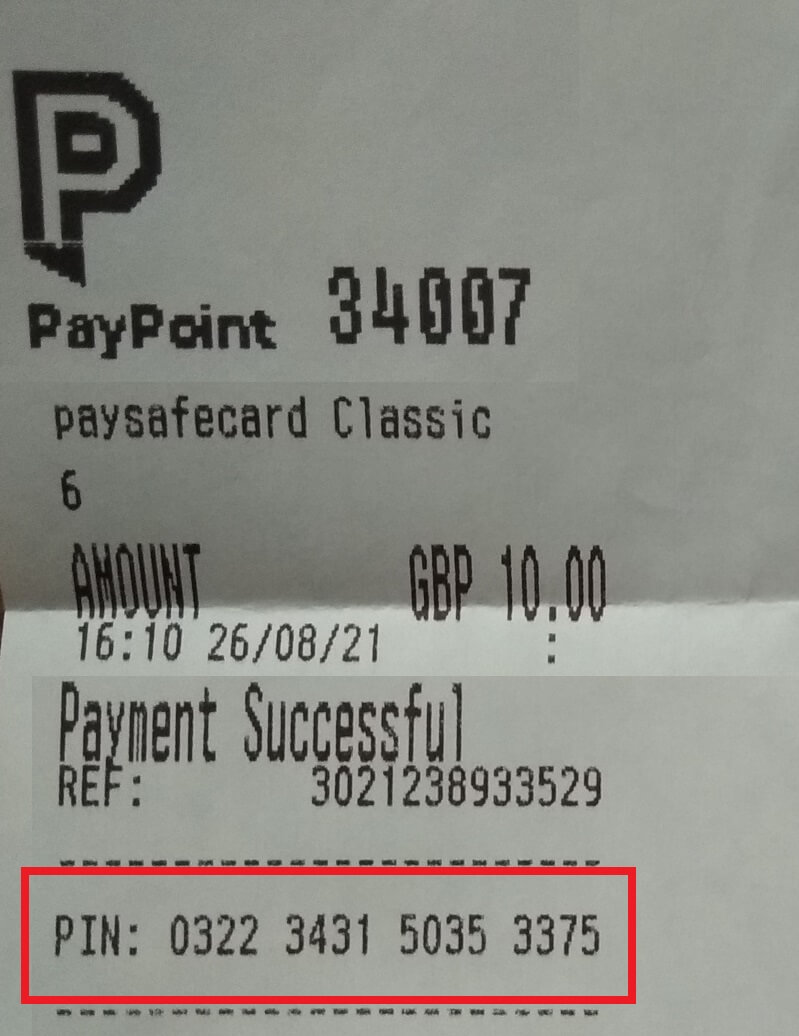 PayPoint 34007
paysafecard Classic
6
AMOUNT GBP 10.00
16:10 26/08/21 :
Payment Successful
REF: 3021238933529
PIN: 0322 3431 5035 3375